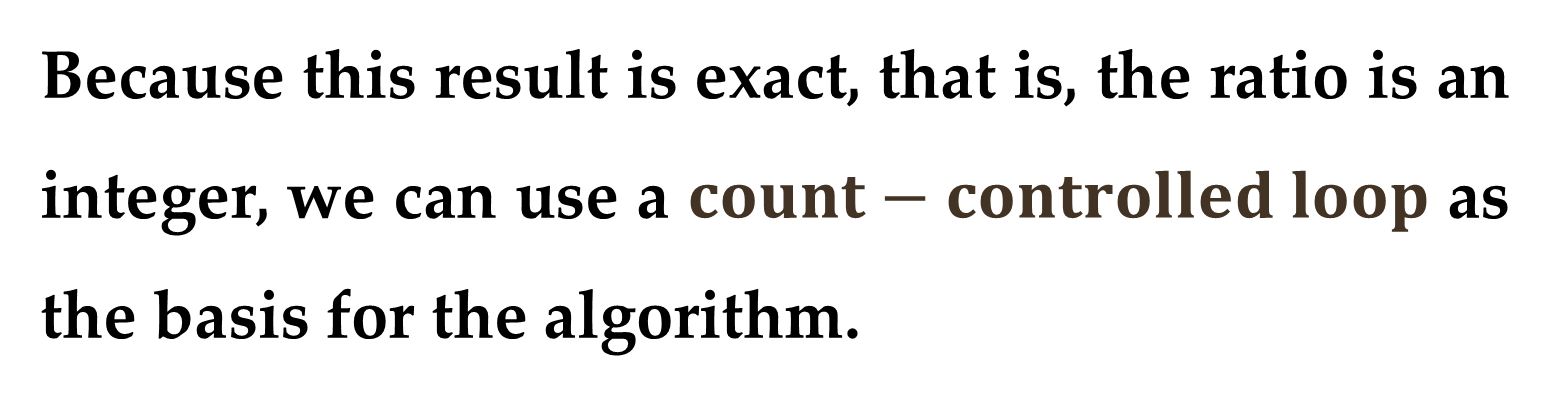 Because this result is exact, that is, the ratio is an
integer, we can use a count – controlled loop as
the basis for the algorithm.